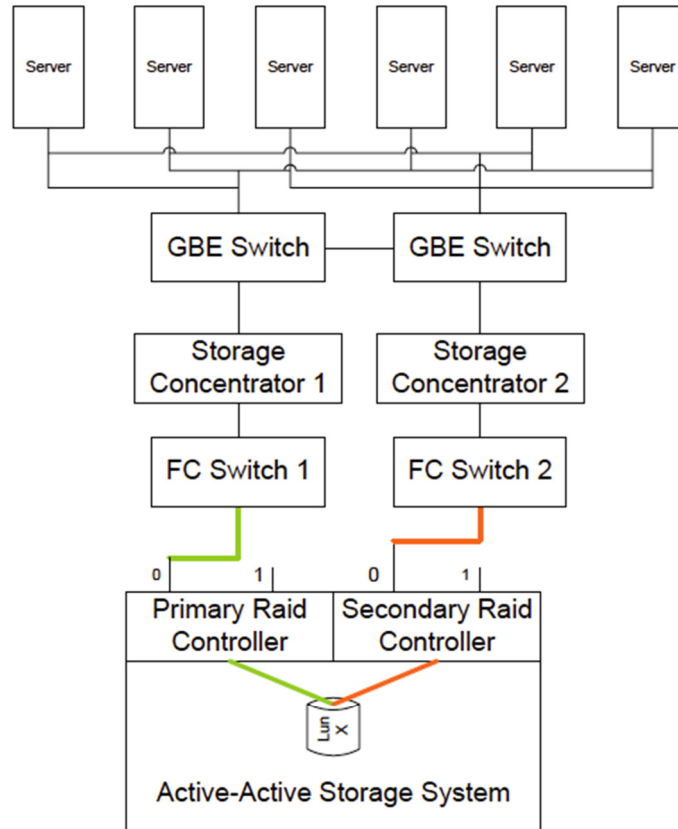 Server
Server
Server
Server
Server
Server
GBE Switch
GBE Switch
Storage
Concentrator 1
Storage
Concentrator 2
FC Switch 1
FC Switch 2
0
1
0
1
Primary Raid
Controller
Secondary Raid
Controller
Lun
X
Active-Active Storage System